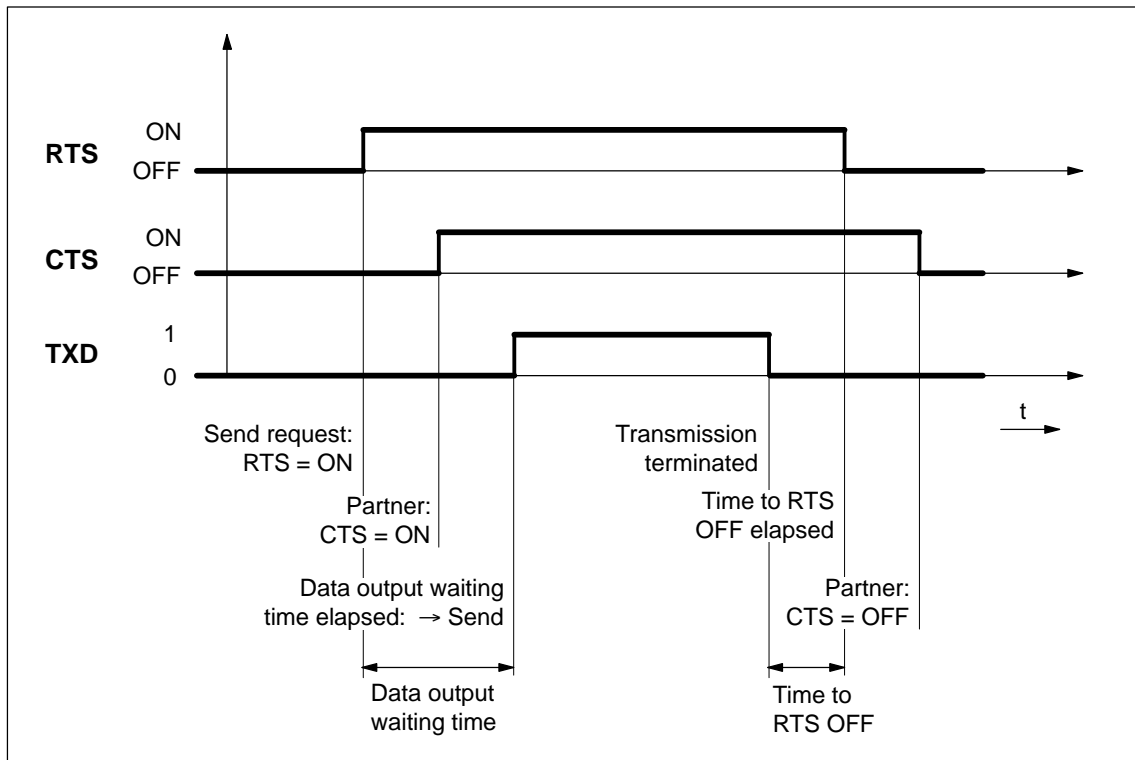 ON
RTS
OFF
ON
CTS
OFF
1
TXD
0
t
Send request:
RTS = ON
Transmission
terminated
Partner:
CTS = ON
Time to RTS
OFF elapsed
Data output waiting
time elapsed: → Send
Partner:
CTS = OFF
Data output
waiting time
Time to
RTS OFF